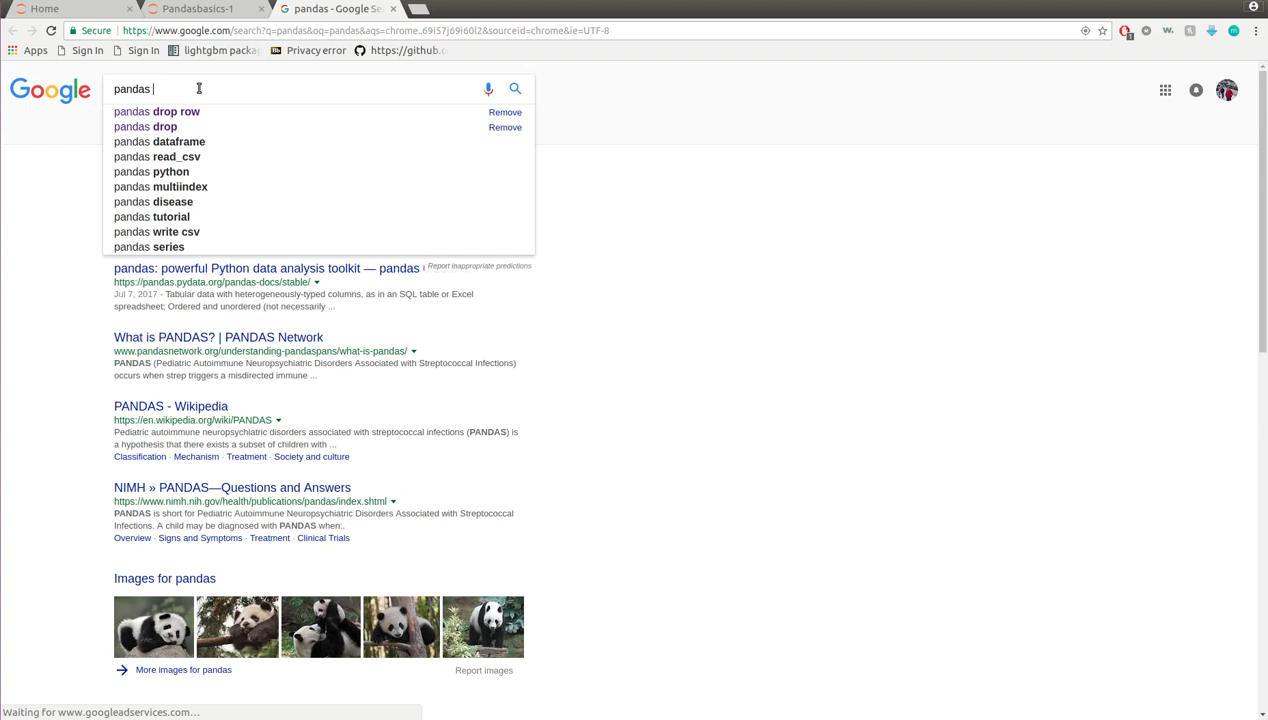 Home
Pandasbasics-1
pandas - Google Se
Secure
https://www.google.com/search?q=pandas&oq=pandas&aqs=chrome..69i57j69i60l2&sourceid=chrome&ie=UTF-8
Apps
Sign In
Sign In
lightgbm packag
Privacy error
https://github.c
Google
pandas
pandas drop row Remove
pandas drop Remove
pandas dataframe
pandas read_csv
pandas python
pandas multiindex
pandas disease
pandas tutorial
pandas write csv
pandas series
Report inappropriate predictions
pandas: powerful Python data analysis toolkit — pandas
https://pandas.pydata.org/pandas-docs/stable/
Jul 7, 2017 - Tabular data with heterogeneously-typed columns, as in an SQL table or Excel
spreadsheet; Ordered and unordered (not necessarily ...
What is PANDAS? | PANDAS Network
www.pandasnetwork.org/understanding-pandaspans/what-is-pandas/
PANDAS (Pediatric Autoimmune Neuropsychiatric Disorders Associated with Streptococcal Infections)
occurs when strep triggers a misdirected immune ...
PANDAS - Wikipedia
https://en.wikipedia.org/wiki/PANDAS
Pediatric autoimmune neuropsychiatric disorders associated with streptococcal infections (PANDAS) is
a hypothesis that there exists a subset of children with ...
Classification · Mechanism · Treatment · Society and culture
NIMH » PANDAS—Questions and Answers
https://www.nimh.nih.gov/health/publications/pandas/index.shtml
PANDAS is short for Pediatric Autoimmune Neuropsychiatric Disorders Associated with Streptococcal
Infections. A child may be diagnosed with PANDAS when:.
Overview · Signs and Symptoms · Treatment · Clinical Trials
Images for pandas
More images for pandas
Report images
Waiting for www.googleadservices.com...